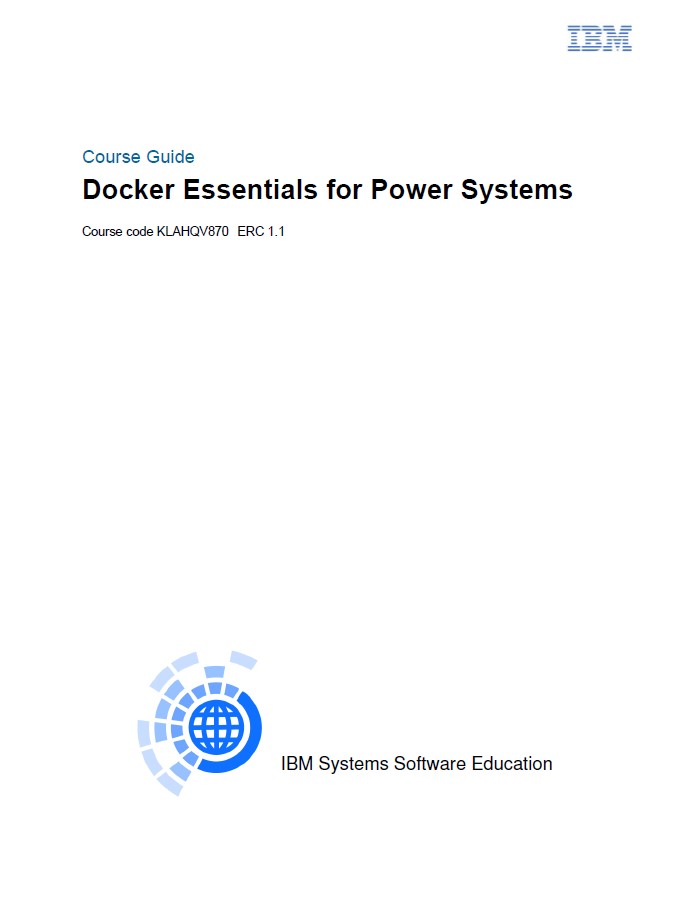 IBM
Course Guide
Docker Essentials for Power Systems
Course code KLAHQV870 ERC 1.1
IBM Systems Software Education